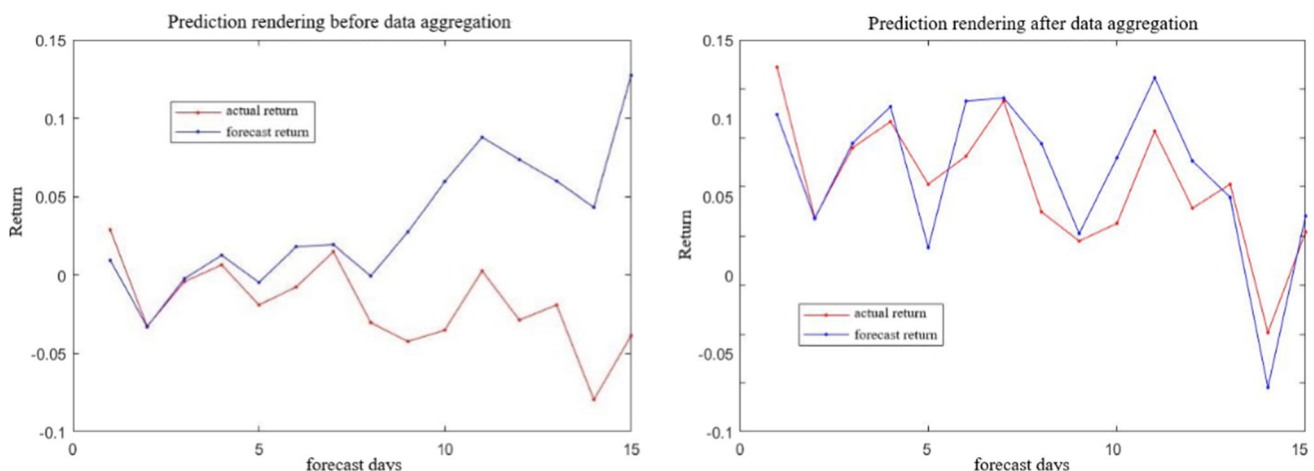 Prediction rendering before data aggregation
0.15
0.1
0.05
0
-0.05
-0.1
Return
actual return
forecast return
0
5
10
15
forecast days
Prediction rendering after data aggregation
0.15
0.1
0.05
0
-0.05
-0.1
Return
actual return
forecast return
0
5
10
15
forecast days